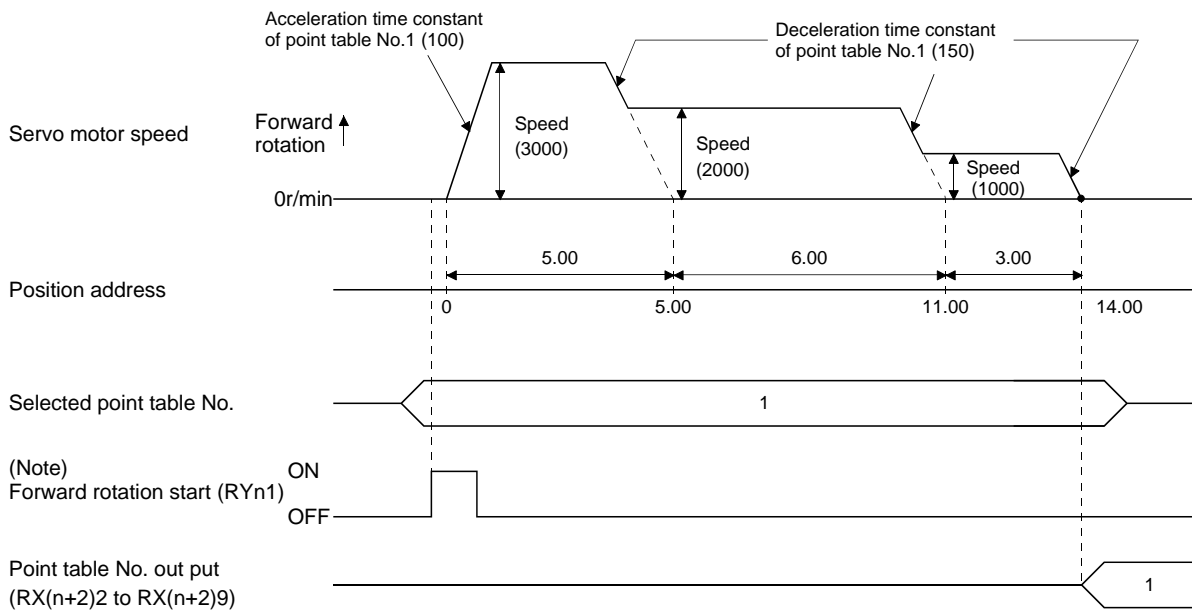 Acceleration time constant
of point table No.1 (100)
Deceleration time constant
of point table No.1 (150)
Servo motor speed
Forward
rotation
0r/min
Speed
(3000)
Speed
(2000)
Speed
(1000)
5.00
6.00
3.00
Position address
0
5.00
11.00
14.00
Selected point table No.
1
(Note)
Forward rotation start (RYn1)
ON
OFF
Point table No. out put
(RX(n+2)2 to RX(n+2)9)
1